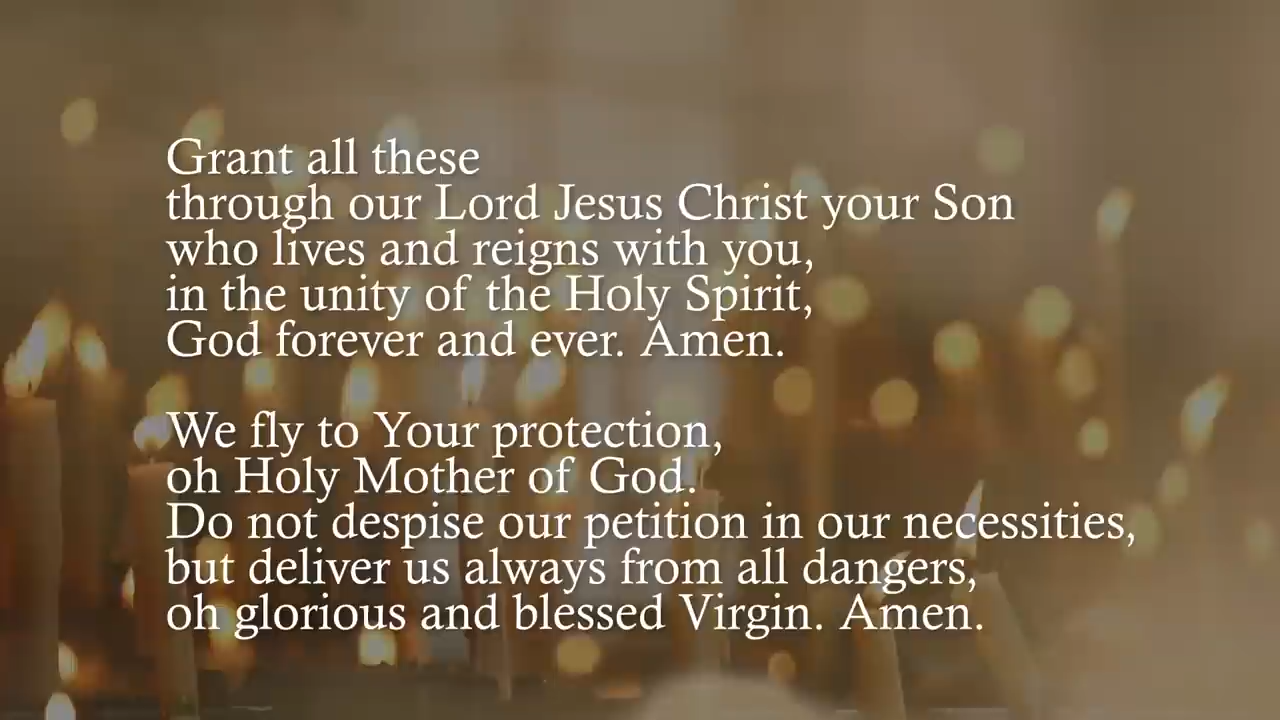 Grant all these
through our Lord Jesus Christ your Son
who lives and reigns with you,
in the unity of the Holy Spirit,
God forever and ever. Amen.
We fly to Your protection,
oh Holy Mother of God.
Do not despise our petition in our necessities,
but deliver us always from all dangers,
oh glorious and blessed Virgin. Amen.